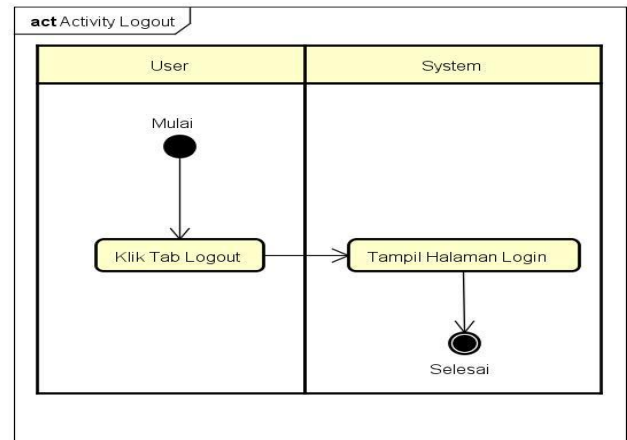 act Activity Logout
User
System
Mulai
Klik Tab Logout
Tampil Halaman Login
Selesai